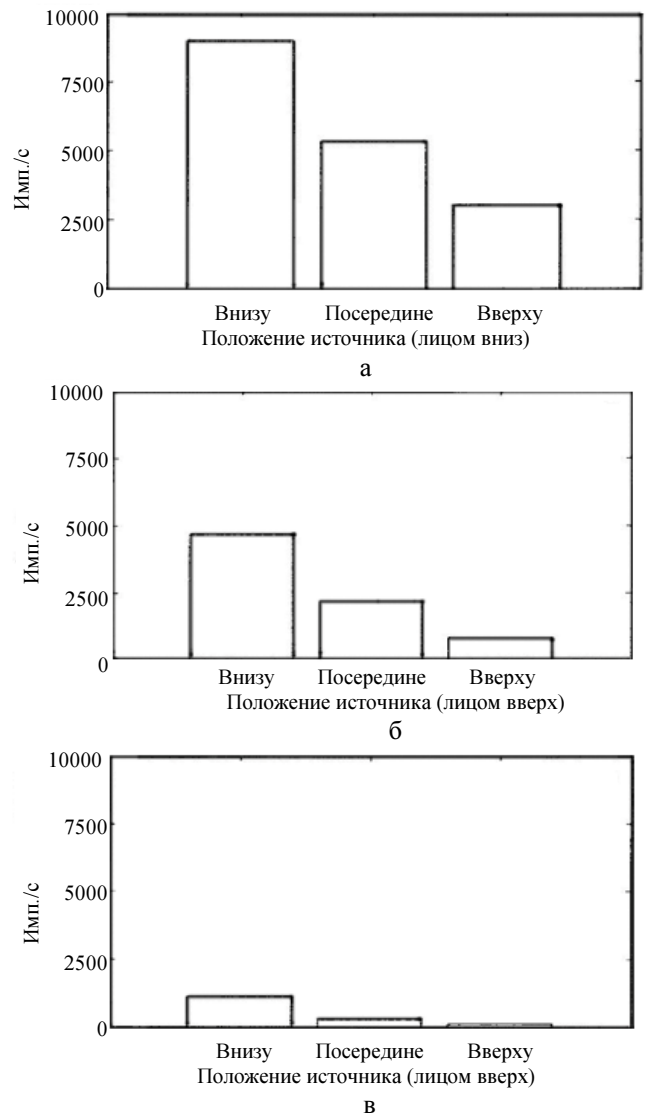 10000
7500
5000
2500
0
Имп./с
Внизу Посередине Вверху
Положение источника (лицом вниз)
а
10000
7500
5000
2500
0
Имп./с
Внизу Посередине Вверху
Положение источника (лицом вверх)
б
10000
7500
5000
2500
0
Имп./с
Внизу Посередине Вверху
Положение источника (лицом вверх)
в